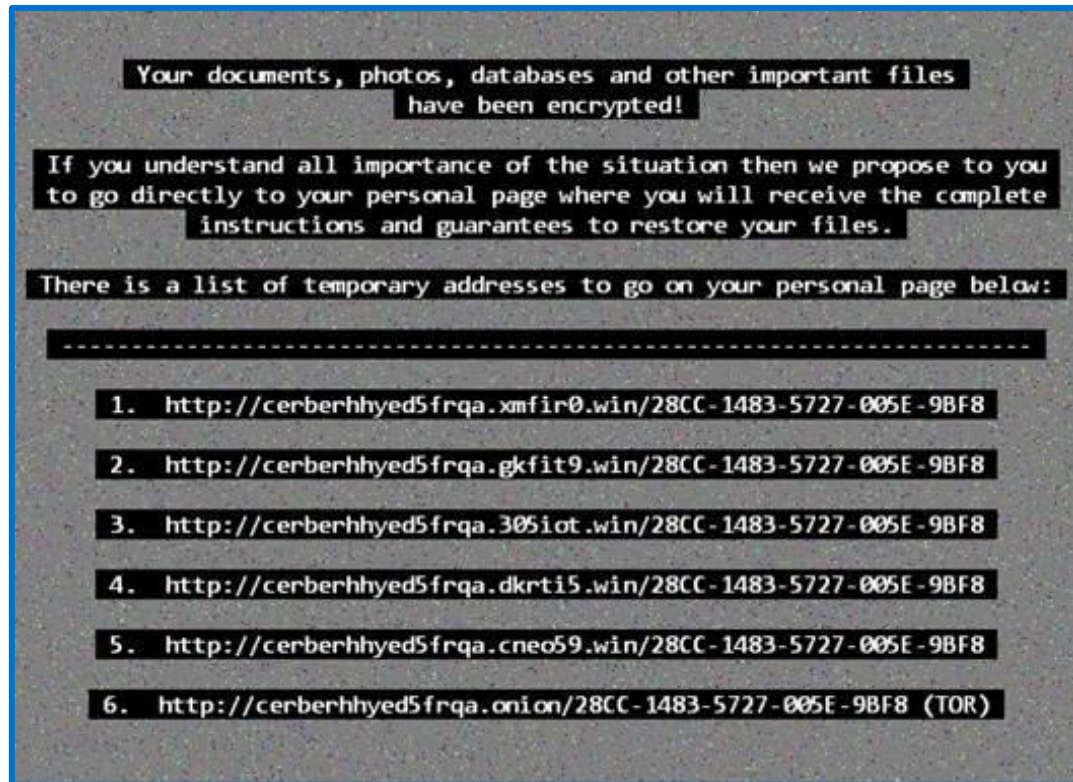 Your documents, photos, databases and other important files
have been encrypted!
If you understand all importance of the situation then we propose to you
to go directly to your personal page where you will receive the complete
instructions and guarantees to restore your files.
There is a list of temporary addresses to go on your personal page below:
---------------------------------------------------------------------
1. http://cerberhhyed5frqa.xmfir0.win/28CC-1483-5727-005E-9BF8
2. http://cerberhhyed5frqa.gkfit9.win/28CC-1483-5727-005E-9BF8
3. http://cerberhhyed5frqa.305iot.win/28CC-1483-5727-005E-9BF8
4. http://cerberhhyed5frqa.dkrti5.win/28CC-1483-5727-005E-9BF8
5. http://cerberhhyed5frqa.cneo59.win/28CC-1483-5727-005E-9BF8
6. http://cerberhhyed5frqa.onion/28CC-1483-5727-005E-9BF8 (TOR)